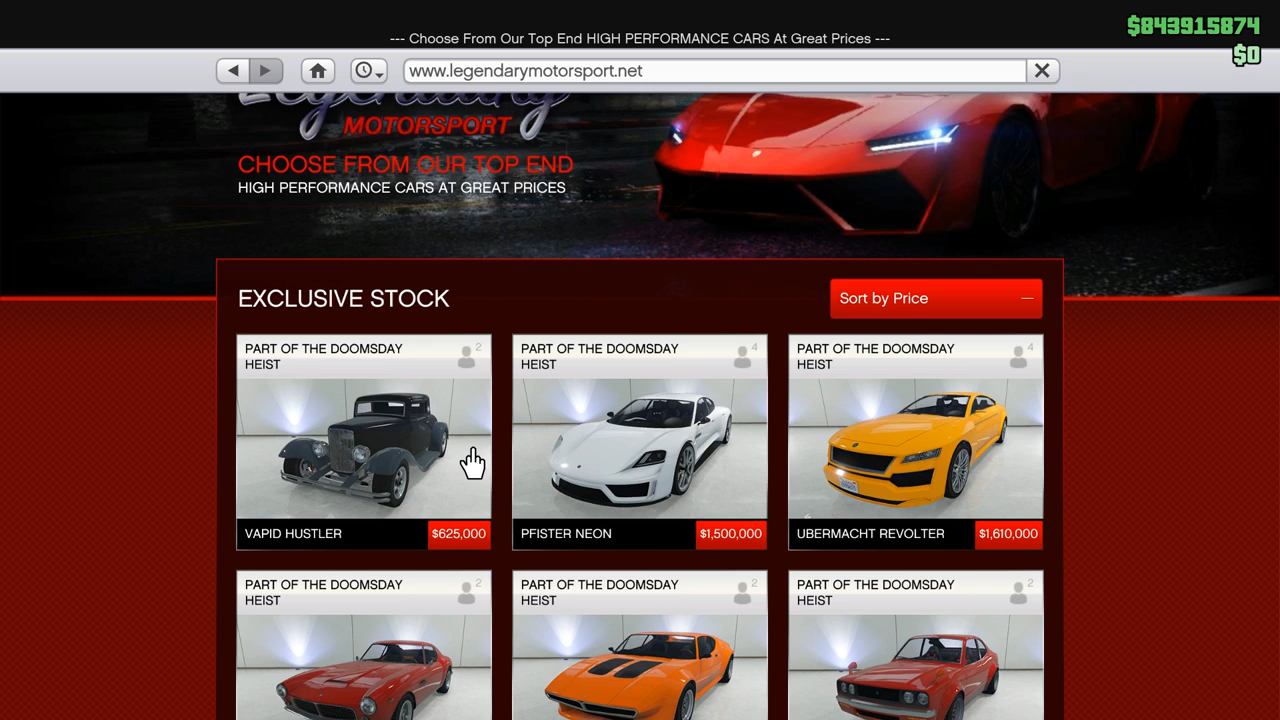 $843915874
--- Choose From Our Top End HIGH PERFORMANCE CARS At Great Prices ---
$0
www.legendarymotorsport.net
Legendary
MOTORSPORT
CHOOSE FROM OUR TOP END
HIGH PERFORMANCE CARS AT GREAT PRICES
EXCLUSIVE STOCK
Sort by Price
PART OF THE DOOMSDAY
HEIST
2
PART OF THE DOOMSDAY
HEIST
4
PART OF THE DOOMSDAY
HEIST
4
VAPID HUSTLER
$625,000
PFISTER NEON
$1,500,000
UBERMACHT REVOLTER
$1,610,000
PART OF THE DOOMSDAY
HEIST
2
PART OF THE DOOMSDAY
HEIST
2
PART OF THE DOOMSDAY
HEIST
2